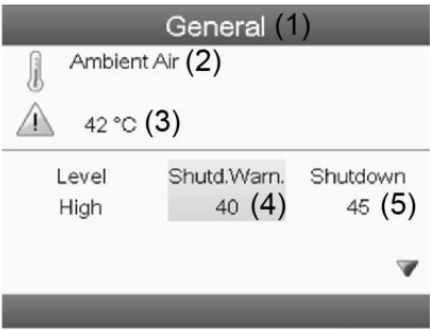 General (1)
Ambient Air (2)
42 °C (3)
Level Shutd.Warn. Shutdown
High 40 (4) 45 (5)